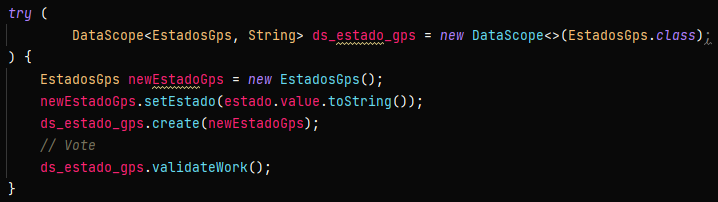 try (
        DataScope<EstadosGps, String> ds_estado_gps = new DataScope<>(EstadosGps.class);
) {
    EstadosGps newEstadoGps = new EstadosGps();
    newEstadoGps.setEstado(estado.value.toString());
    ds_estado_gps.create(newEstadoGps);
    // Vote
    ds_estado_gps.validateWork();
}